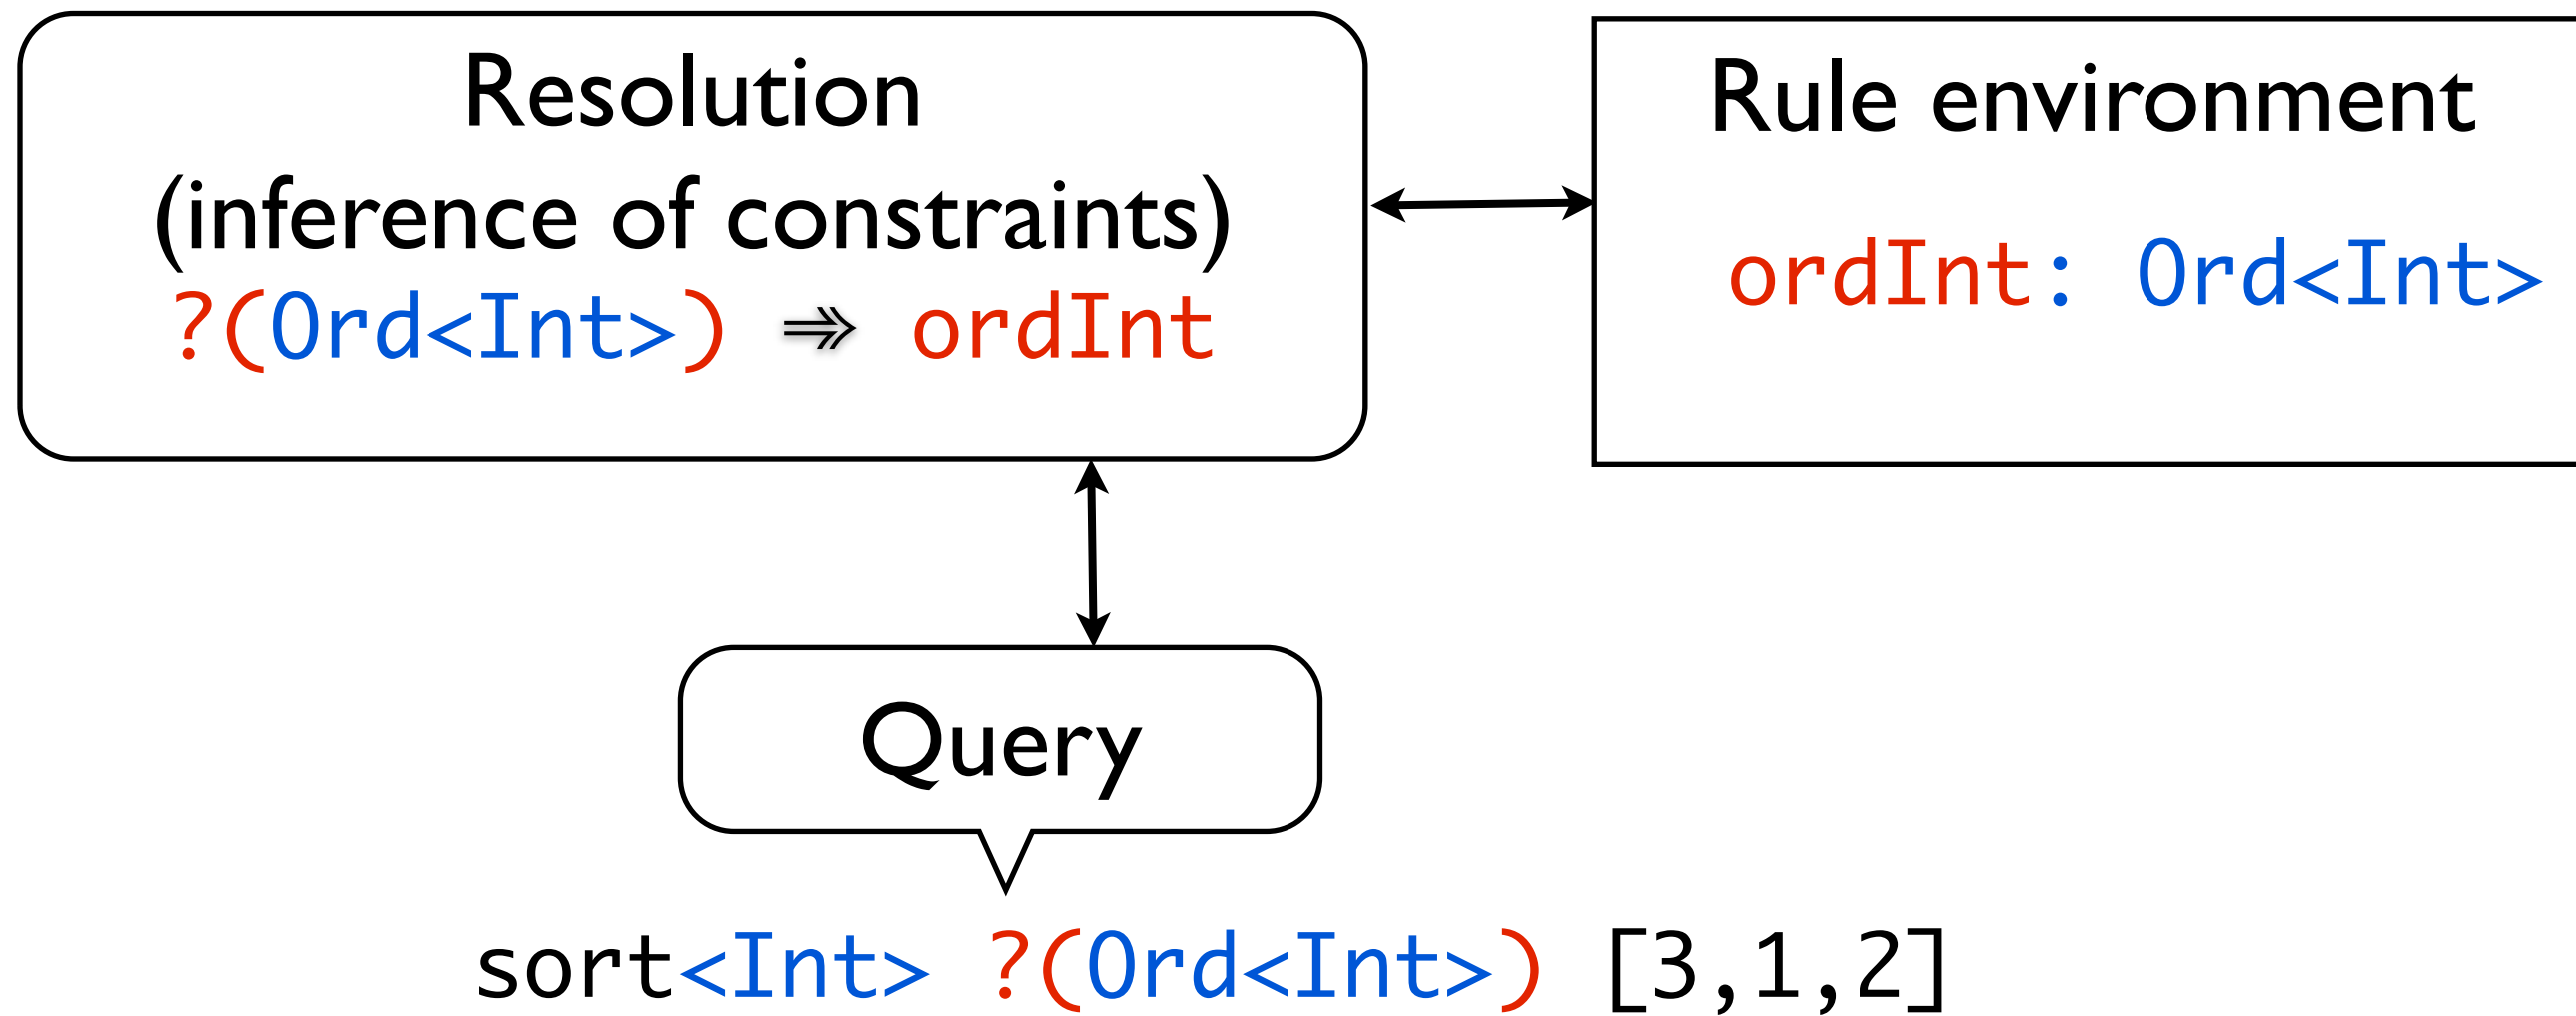 Resolution
(inference of constraints)
?(Ord<Int>) ⇛ ordInt
Rule environment
ordInt: Ord<Int>
Query
sort<Int> ?(Ord<Int>) [3,1,2]